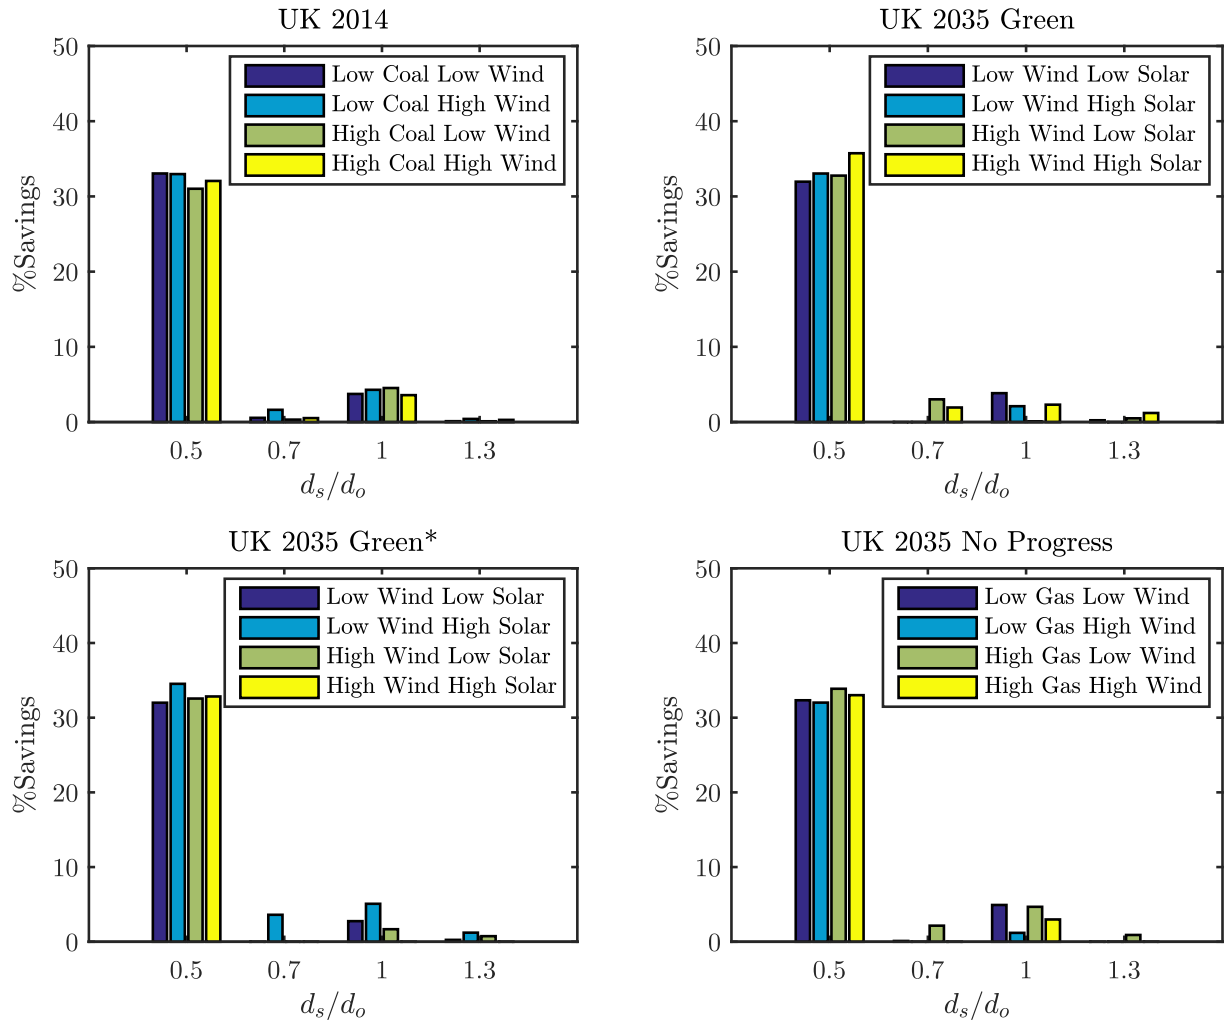 UK 2014
50
40
30
20
10
0
%Savings
Low Coal Low Wind
Low Coal High Wind
High Coal Low Wind
High Coal High Wind
0.5 0.7 1 1.3
d_s/d_o
UK 2035 Green
50
40
30
20
10
0
%Savings
Low Wind Low Solar
Low Wind High Solar
High Wind Low Solar
High Wind High Solar
0.5 0.7 1 1.3
d_s/d_o
UK 2035 Green*
50
40
30
20
10
0
%Savings
Low Wind Low Solar
Low Wind High Solar
High Wind Low Solar
High Wind High Solar
0.5 0.7 1 1.3
d_s/d_o
UK 2035 No Progress
50
40
30
20
10
0
%Savings
Low Gas Low Wind
Low Gas High Wind
High Gas Low Wind
High Gas High Wind
0.5 0.7 1 1.3
d_s/d_o